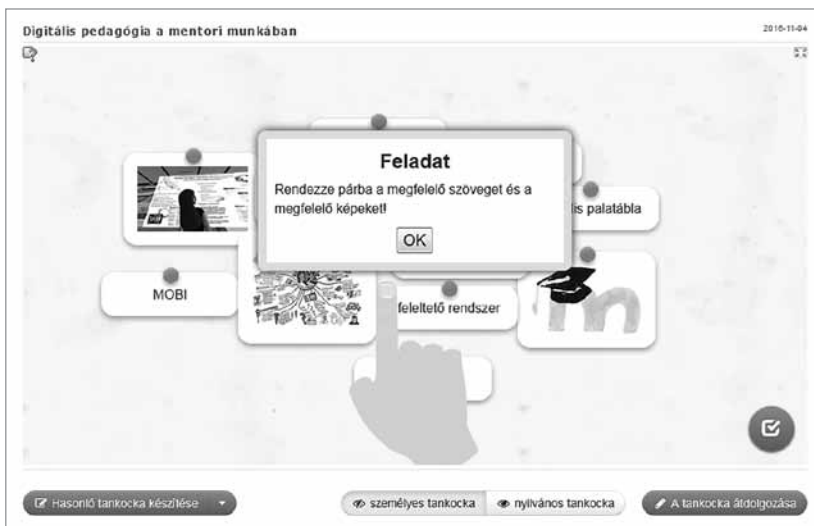 Digitális pedagógia a mentori munkában
2016-11-04
Feladat
Rendezze párba a megfelelő szöveget és a
megfelelő képeket!
OK
lis palatábla
MOBI
feleltető rendszer
in
Hasonló tankocka készítése
személyes tankocka
nyilvános tankocka
A tankocka átdolgozása